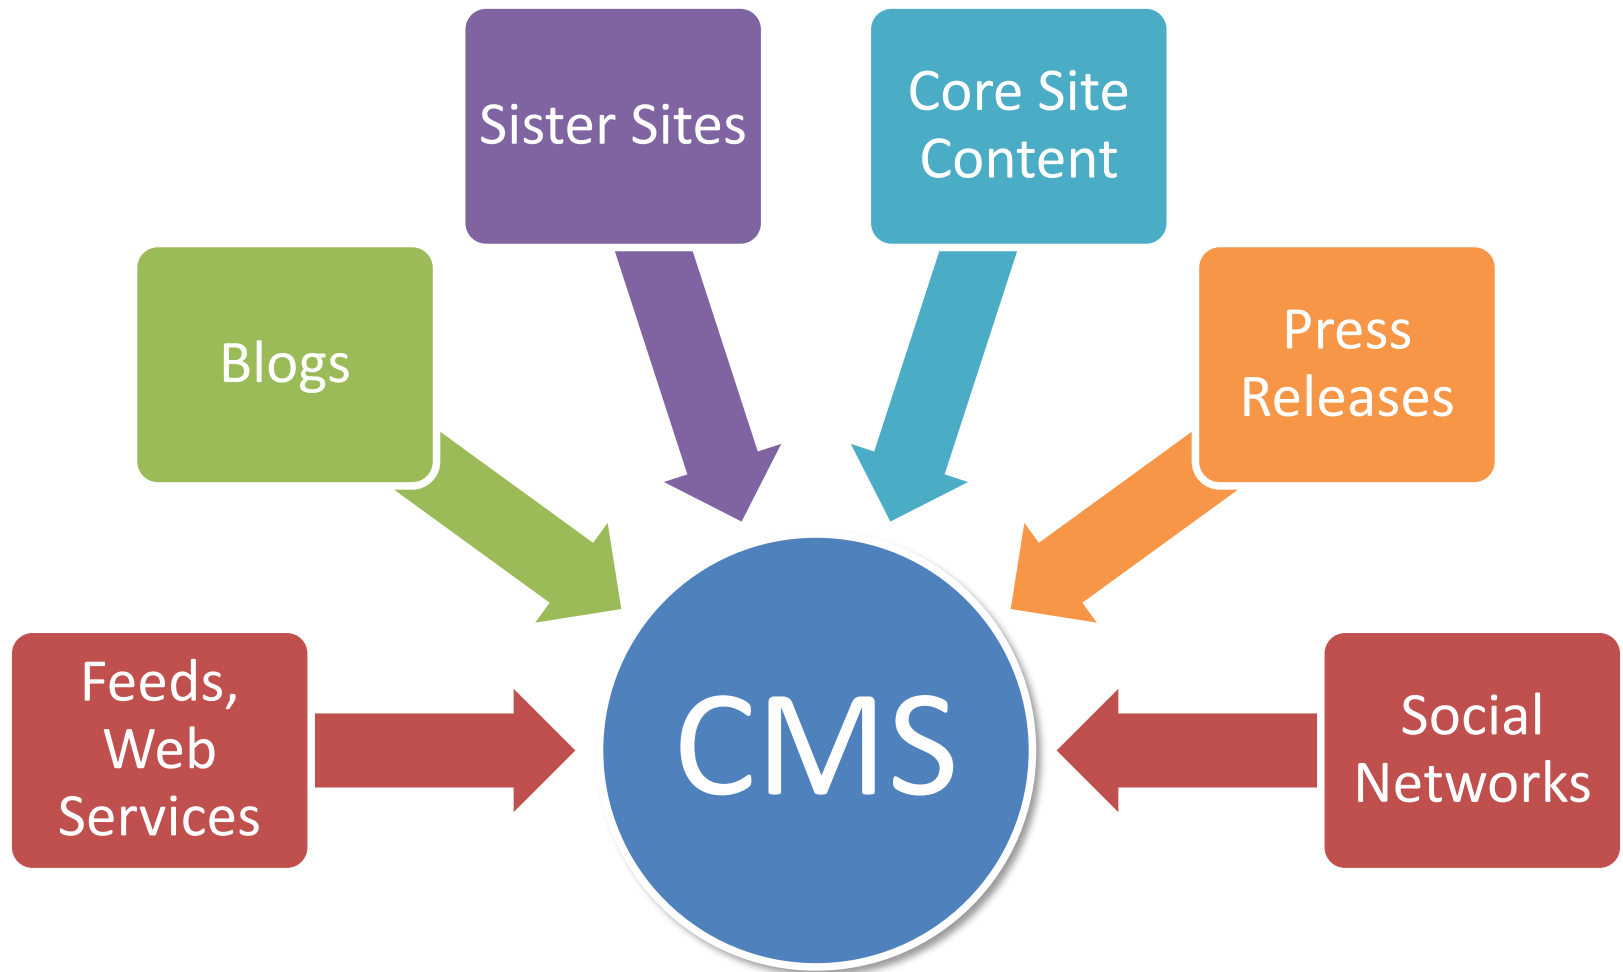 Sister Sites
Core Site
Content
Blogs
Press
Releases
Feeds,
Web
Services
CMS
Social
Networks